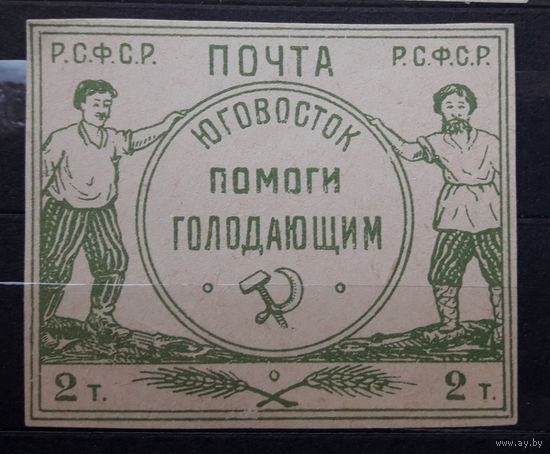 Р.С.Ф.С.Р. ПОЧТА Р.С.Ф.С.Р.
ЮГОВОСТОК
ПОМОГИ
ГОЛОДАЮЩИМ
2 т. 2 т.
www.ay.by